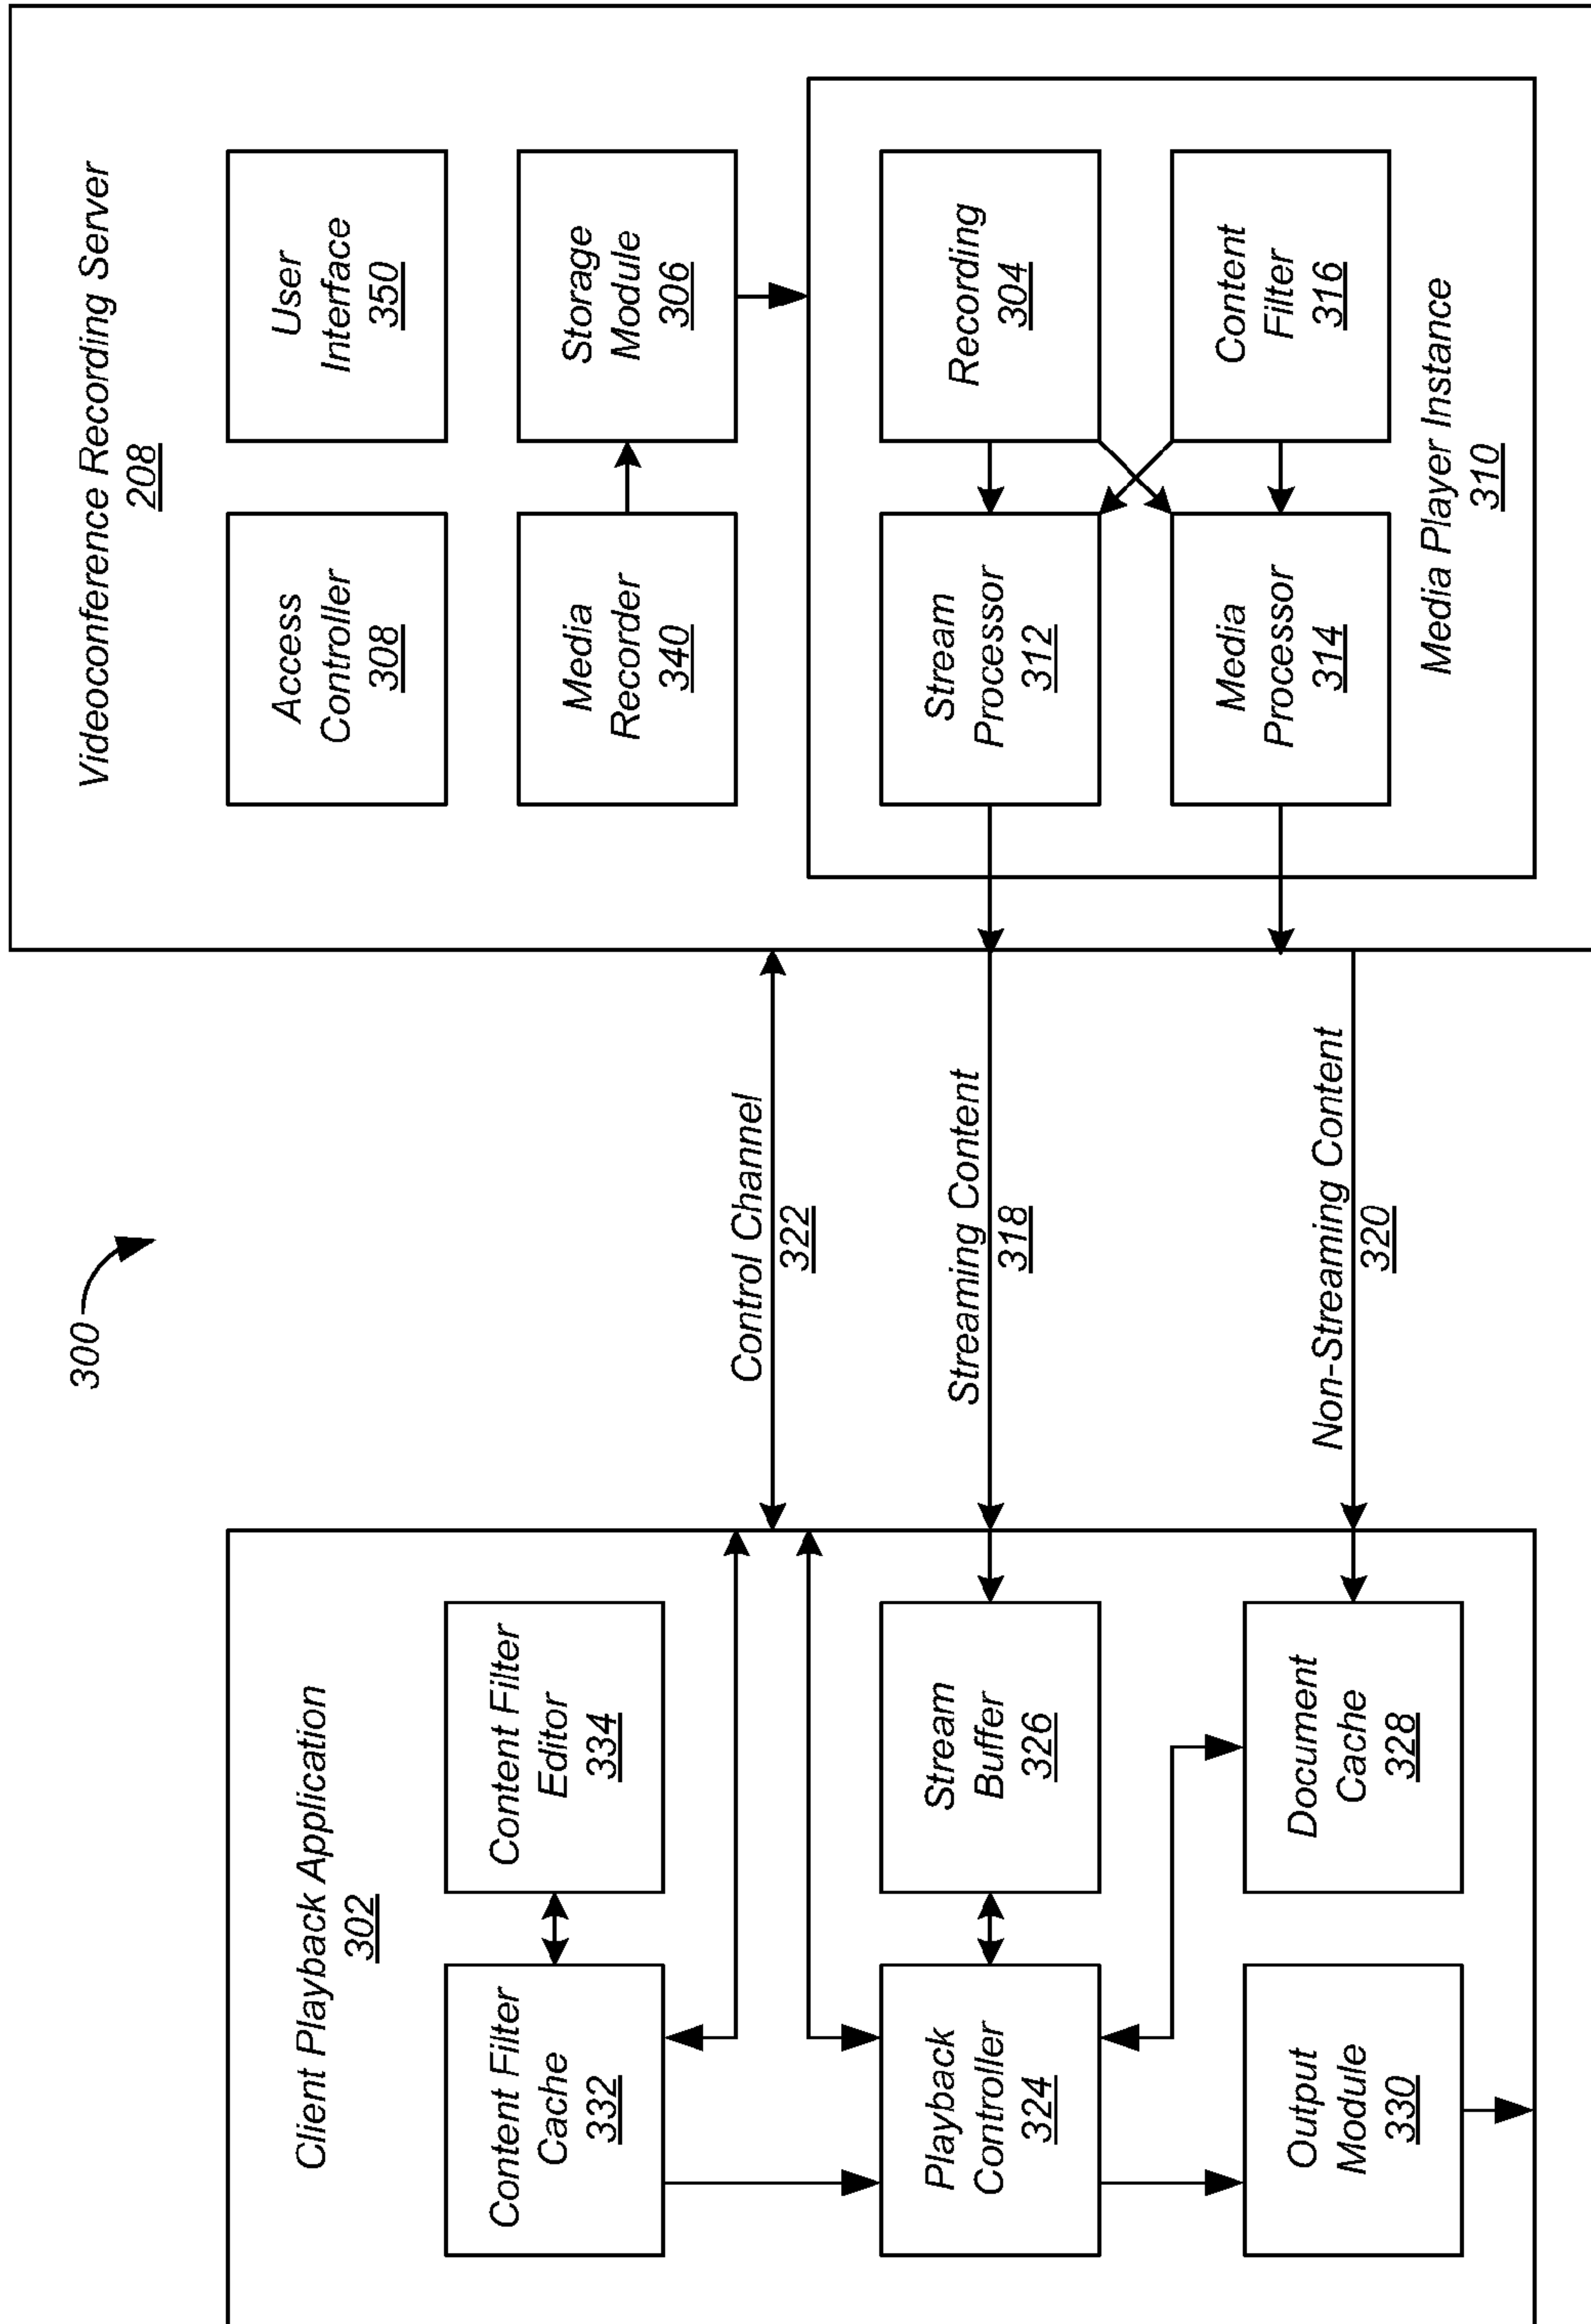 300
Client Playback Application
302
Content Filter
Cache
332
Content Filter
Editor
334
Playback
Controller
324
Stream
Buffer
326
Output
Module
330
Document
Cache
328
Control Channel
322
Streaming Content
318
Non-Streaming Content
320
Videoconference Recording Server
208
Access
Controller
308
User
Interface
350
Media
Recorder
340
Storage
Module
306
Stream
Processor
312
Recording
304
Media
Processor
314
Content
Filter
316
Media Player Instance
310